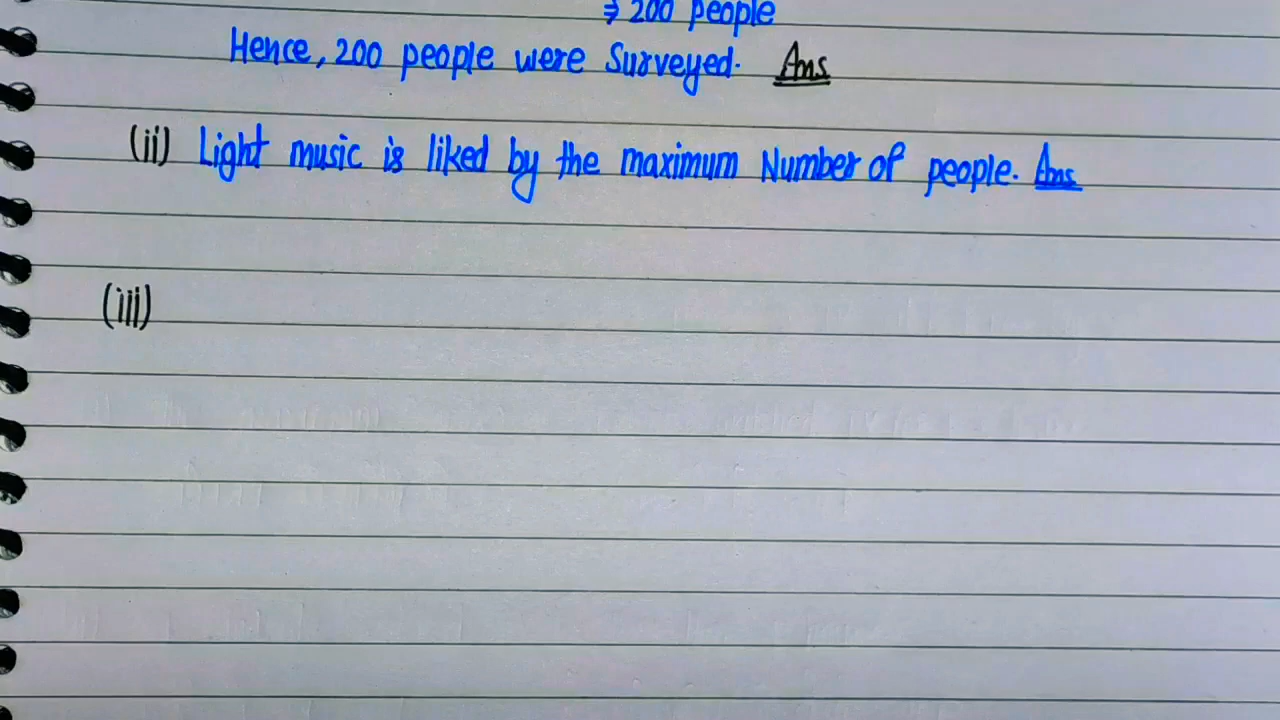 ⇒ 200 people
Hence, 200 people were Surveyed. Ans
(ii) Light music is liked by the maximum Number of people. Ans
(iii)